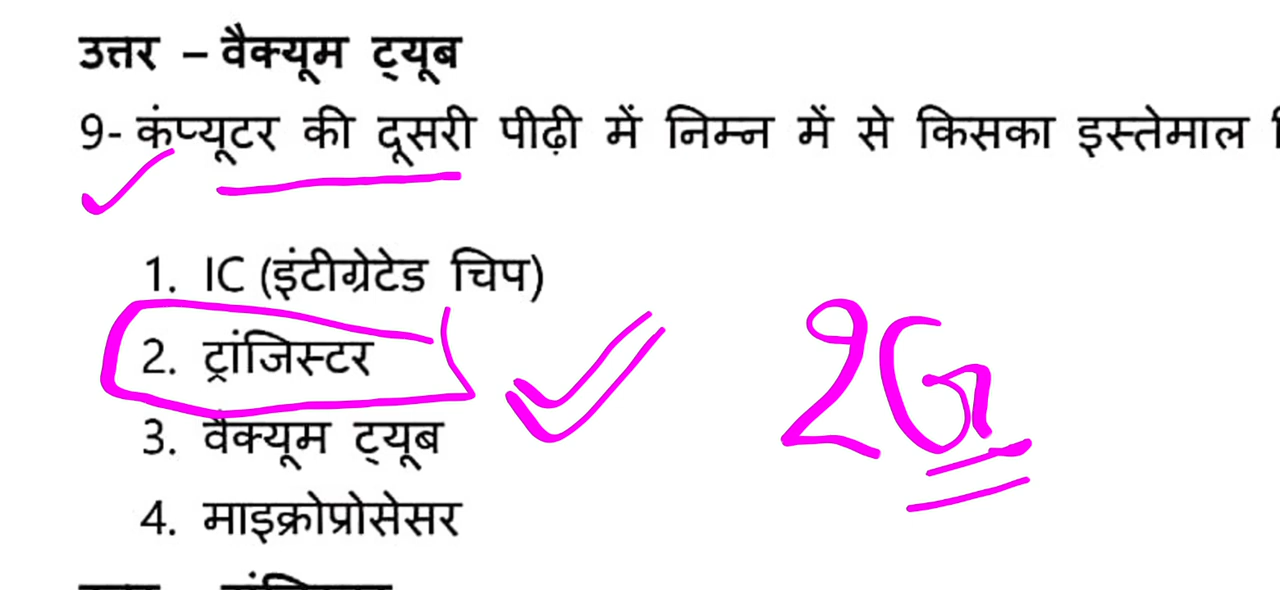 उत्तर – वैक्यूम ट्यूब
9- कंप्यूटर की दूसरी पीढ़ी में निम्न में से किसका इस्तेमाल
1. IC (इंटीग्रेटेड चिप)
2. ट्रांजिस्टर
2G
3. वैक्यूम ट्यूब
4. माइक्रोप्रोसेसर